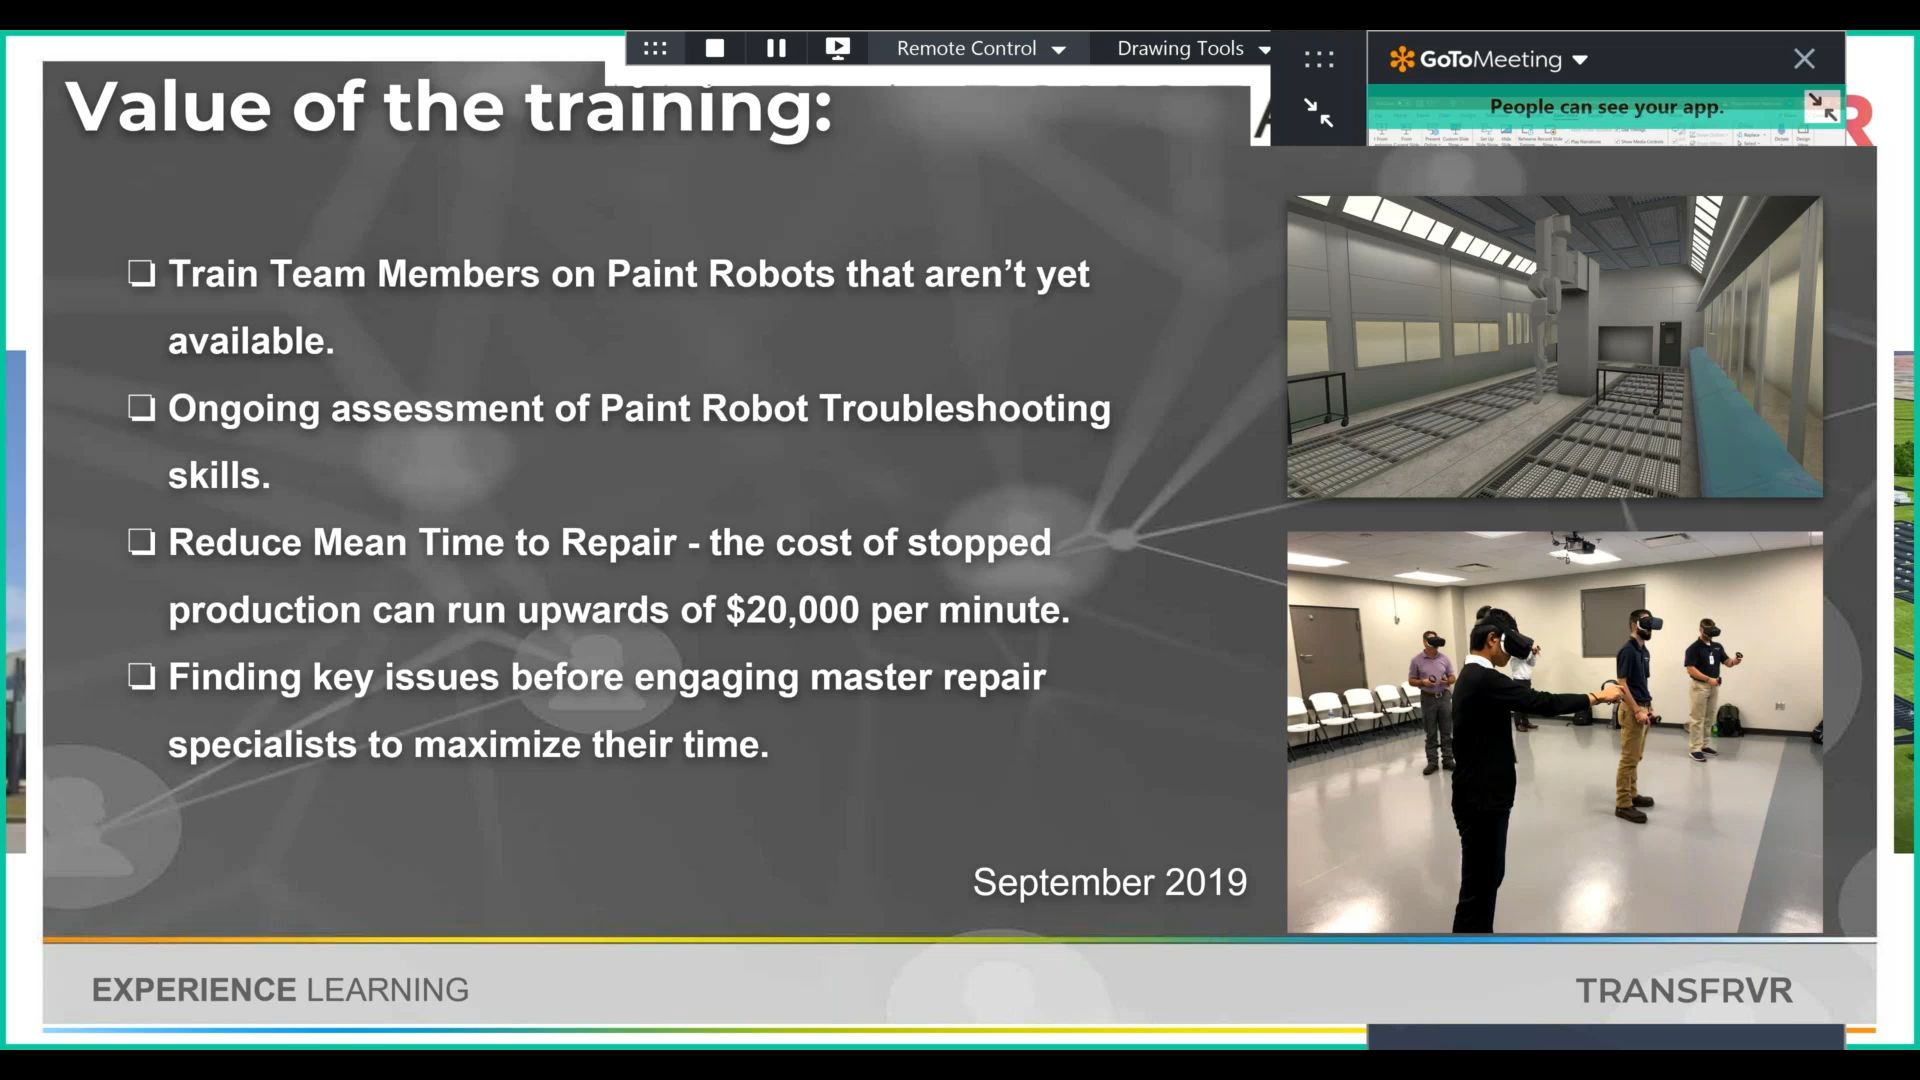 Remote Control
Drawing Tools
GoToMeeting
People can see your app.
R
Value of the training:
❏ Train Team Members on Paint Robots that aren’t yet
available.
❏ Ongoing assessment of Paint Robot Troubleshooting
skills.
❏ Reduce Mean Time to Repair - the cost of stopped
production can run upwards of $20,000 per minute.
❏ Finding key issues before engaging master repair
specialists to maximize their time.
September 2019
EXPERIENCE LEARNING
TRANSFRVR